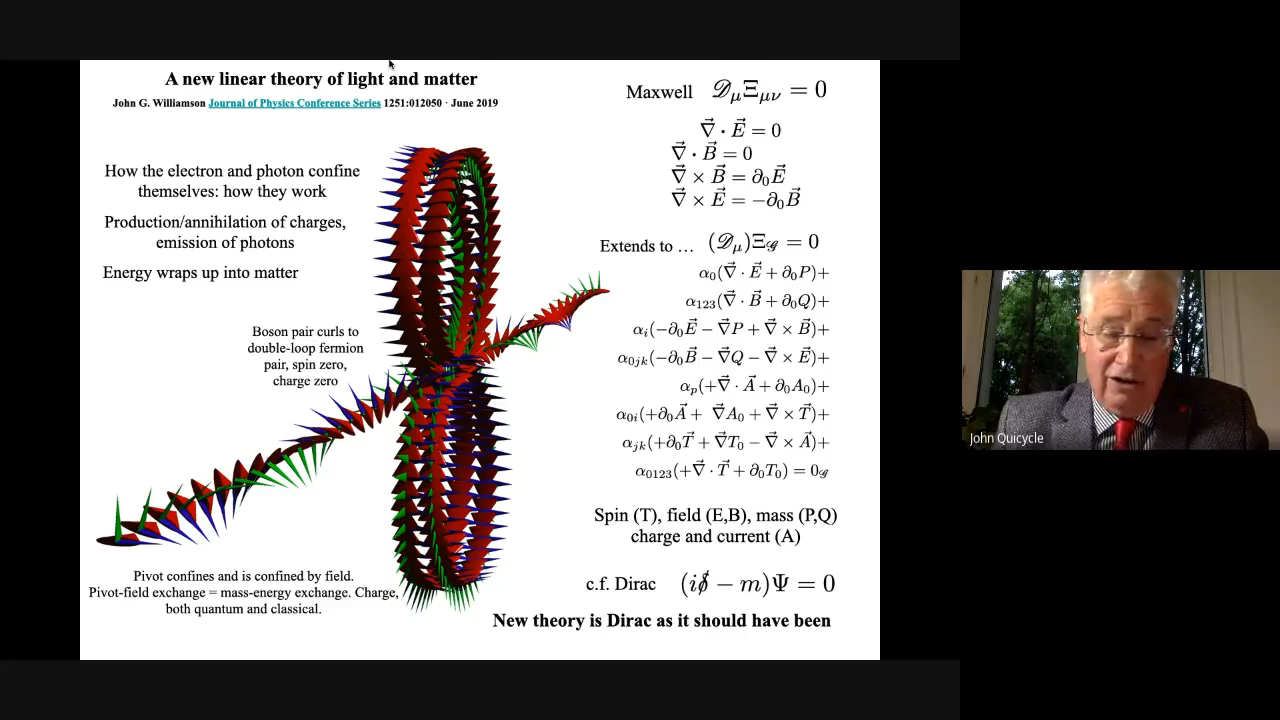 A new linear theory of light and matter
John G. Williamson Journal of Physics Conference Series 1251:012050 · June 2019
How the electron and photon confine
themselves: how they work
Production/annihilation of charges,
emission of photons
Energy wraps up into matter
Boson pair curls to
double-loop fermion
pair, spin zero,
charge zero
Pivot confines and is confined by field.
Pivot-field exchange = mass-energy exchange. Charge,
both quantum and classical.
Maxwell 𝒟_μ Ξ_μν = 0
∇⃗ · E⃗ = 0
∇⃗ · B⃗ = 0
∇⃗ × B⃗ = ∂₀E⃗
∇⃗ × E⃗ = −∂₀B⃗
Extends to … (𝒟_μ)Ξ_𝒢 = 0
α₀(∇⃗ · E⃗ + ∂₀P)+
α₁₂₃(∇⃗ · B⃗ + ∂₀Q)+
α_i(−∂₀E⃗ − ∇⃗P + ∇⃗ × B⃗)+
α_0jk(−∂₀B⃗ − ∇⃗Q − ∇⃗ × E⃗)+
α_p(+∇⃗ · A⃗ + ∂₀A₀)+
α_0i(+∂₀A⃗ + ∇⃗A₀ + ∇⃗ × T⃗)+
α_jk(+∂₀T⃗ + ∇⃗T₀ − ∇⃗ × A⃗)+
α₀₁₂₃(+∇⃗ · T⃗ + ∂₀T₀) = 0_𝒢
Spin (T), field (E,B), mass (P,Q)
charge and current (A)
c.f. Dirac (i∂̸ − m)Ψ = 0
New theory is Dirac as it should have been
John Quicycle